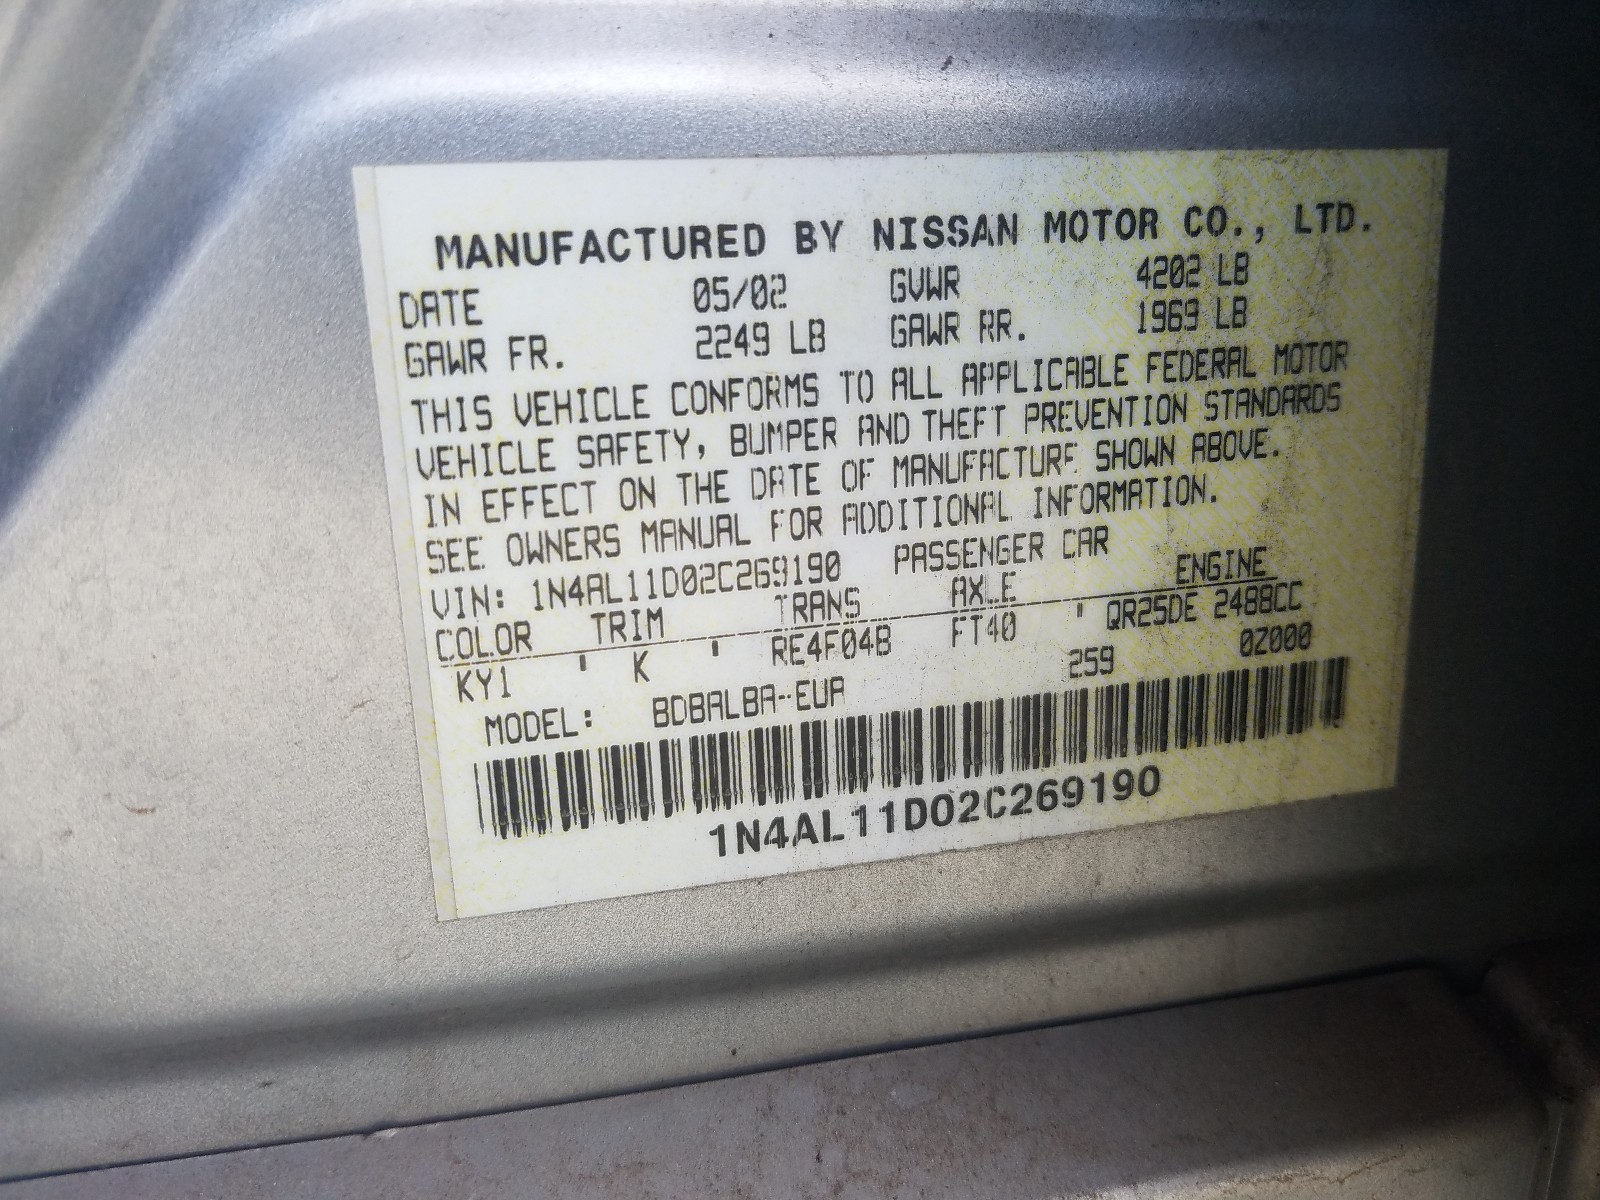 MANUFACTURED BY NISSAN MOTOR CO., LTD.
DATE 05/02 GVWR 4202 LB
GAWR FR. 2249 LB GAWR RR. 1969 LB
THIS VEHICLE CONFORMS TO ALL APPLICABLE FEDERAL MOTOR
VEHICLE SAFETY, BUMPER AND THEFT PREVENTION STANDARDS
IN EFFECT ON THE DATE OF MANUFACTURE SHOWN ABOVE.
SEE OWNERS MANUAL FOR ADDITIONAL INFORMATION.
VIN: 1N4AL11D02C269190 PASSENGER CAR
COLOR TRIM TRANS AXLE ENGINE
KY1 ' K ' RE4F04B FT40 ' QR25DE 2488CC
MODEL: BDBALBA-EUA 259 0Z000
1N4AL11D02C269190